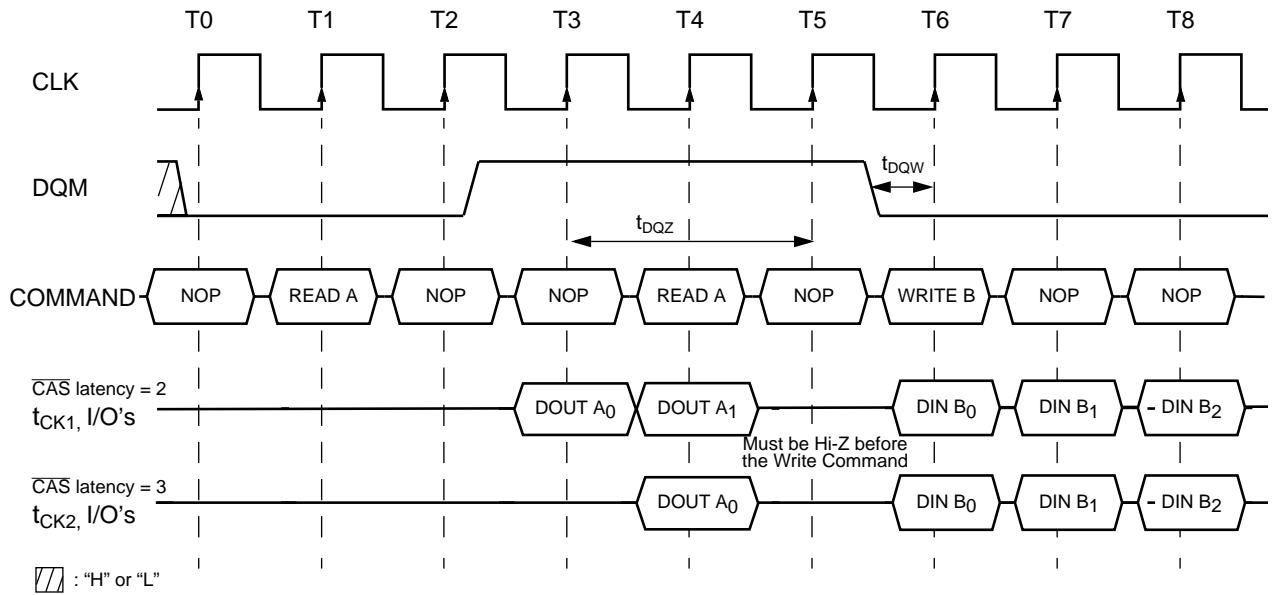 T0 T1 T2 T3 T4 T5 T6 T7 T8
CLK
DQM
tDQW
tDQZ
COMMAND NOP READ A NOP NOP READ A NOP WRITE B NOP NOP
CAS latency = 2
tCK1, I/O's DOUT A0 DOUT A1 DIN B0 DIN B1 DIN B2
Must be Hi-Z before
the Write Command
CAS latency = 3
tCK2, I/O's DOUT A0 DIN B0 DIN B1 DIN B2
: “H” or “L”